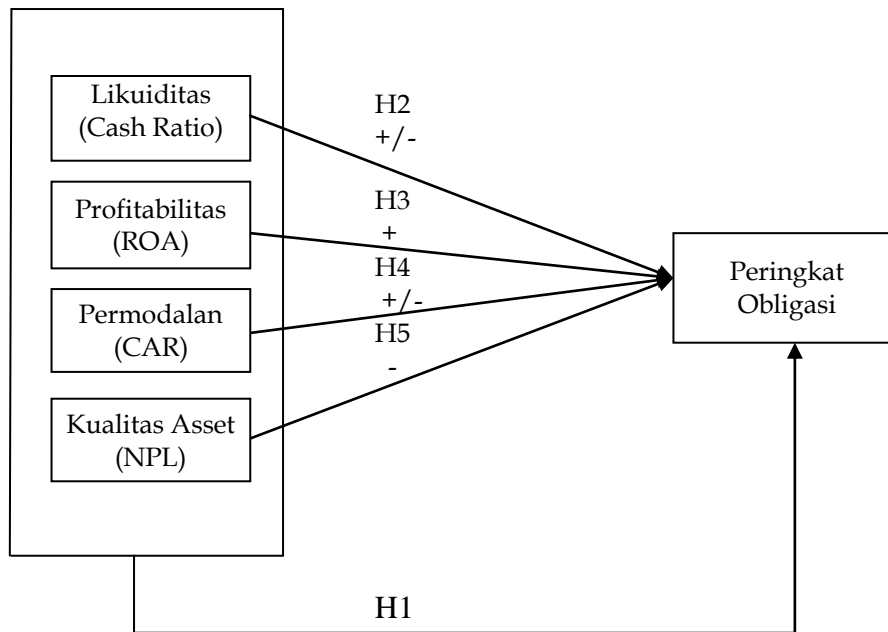 Likuiditas
(Cash Ratio)
Profitabilitas
(ROA)
Permodalan
(CAR)
Kualitas Asset
(NPL)
H2
+/-
H3
+
H4
+/-
H5
-
Peringkat
Obligasi
H1